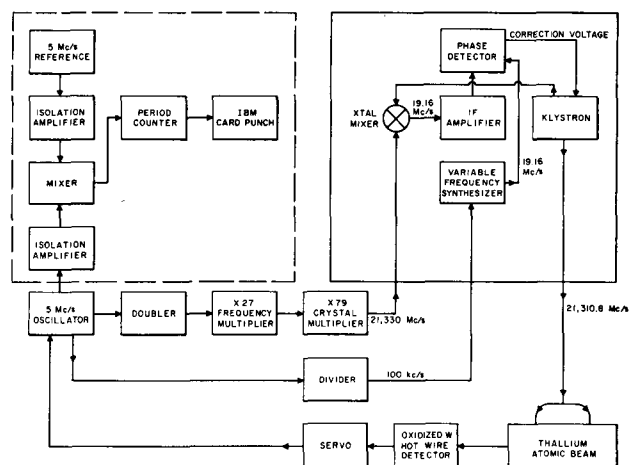 5 Mc/s
REFERENCE
ISOLATION
AMPLIFIER
PERIOD
COUNTER
IBM
CARD PUNCH
MIXER
ISOLATION
AMPLIFIER
PHASE
DETECTOR
CORRECTION VOLTAGE
XTAL
MIXER
19.16
Mc/s
IF
AMPLIFIER
KLYSTRON
19.16
Mc/s
VARIABLE
FREQUENCY
SYNTHESIZER
5 Mc/s
OSCILLATOR
DOUBLER
X 27
FREQUENCY
MULTIPLIER
X 79
CRYSTAL
MULTIPLIER
21,330 Mc/s
21,310.8 Mc/s
DIVIDER
100 kc/s
SERVO
OXIDIZED W
HOT WIRE
DETECTOR
THALLIUM
ATOMIC BEAM